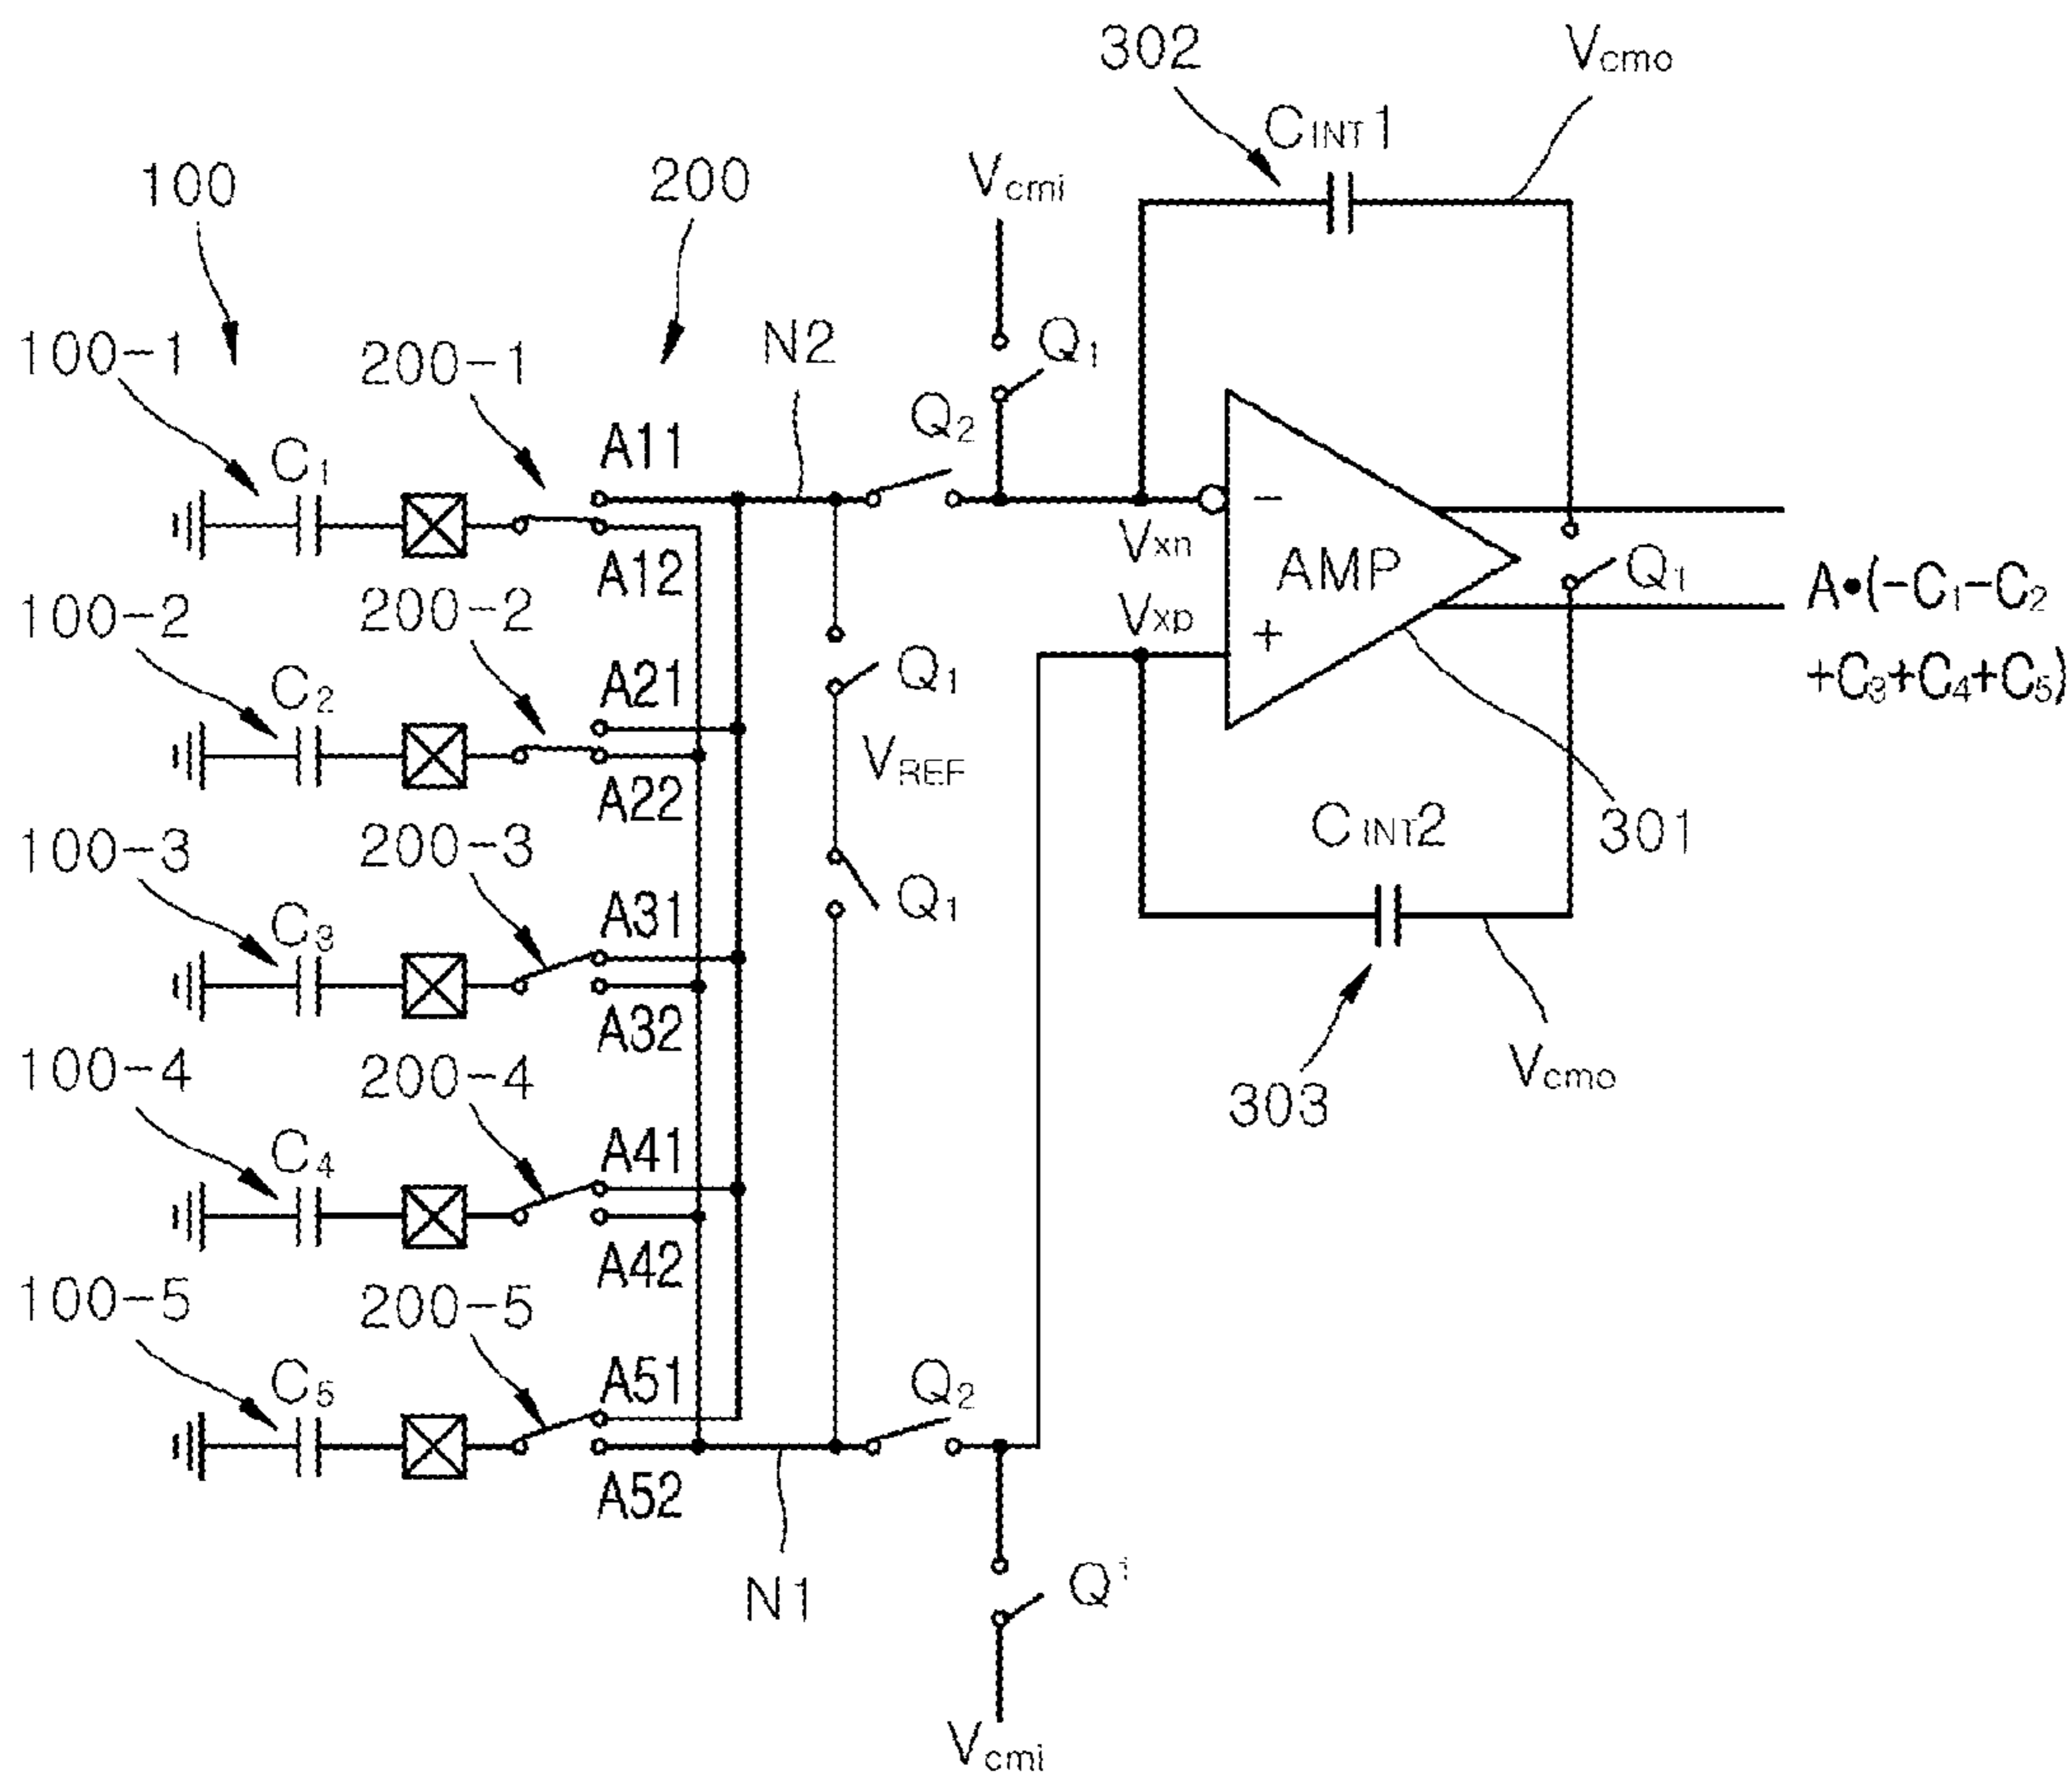 302
Vcmo
CINT1
100
200
Vcmi
N2
Q1
100-1
200-1
Q2
A11
C1
A12
Vxn
−
AMP
Q1
A•(-C1-C2
+C3+C4+C5)
100-2
200-2
Vxp
+
A21
Q1
C2
VREF
A22
301
CINT2
100-3
200-3
A31
Q1
C3
A32
Vcmo
303
100-4
200-4
A41
C4
A42
100-5
200-5
A51
Q2
C5
A52
N1
Q1
Vcmi